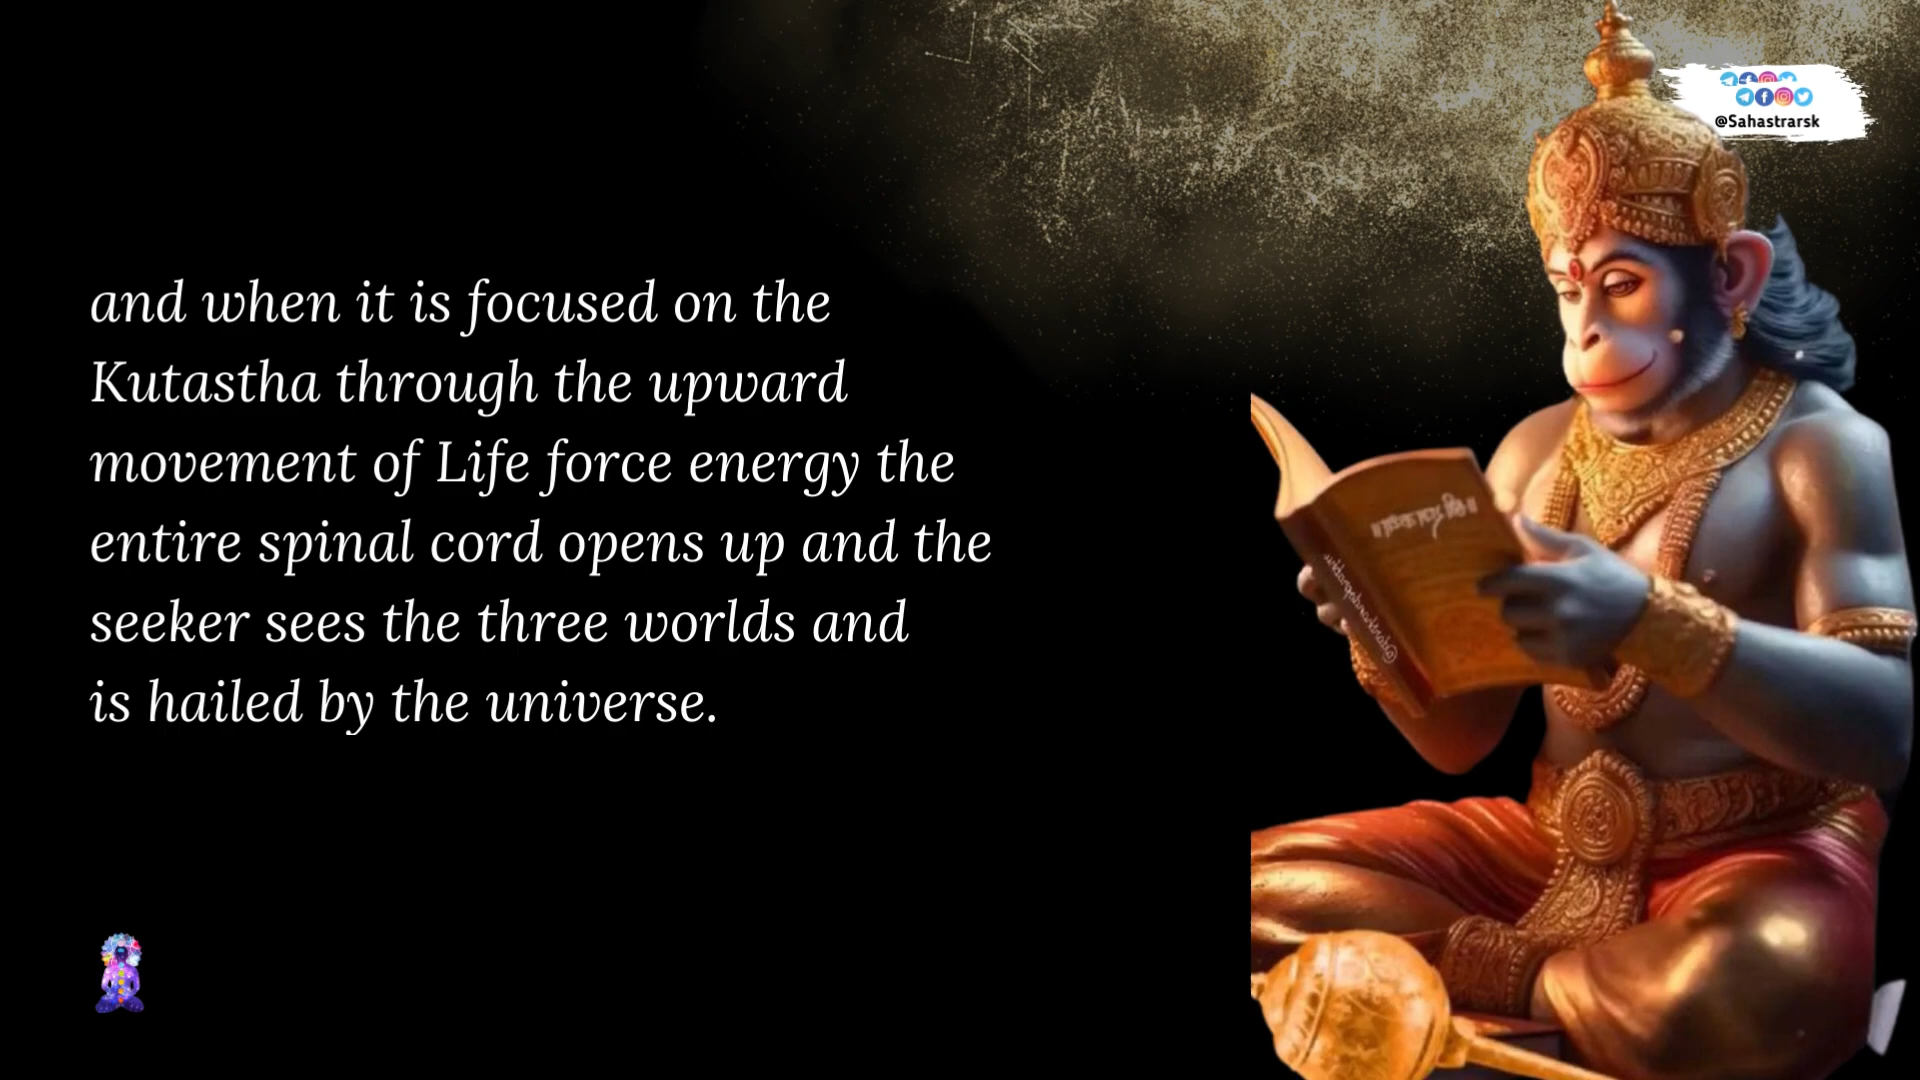 @Sahastrarsk
and when it is focused on the
Kutastha through the upward
movement of Life force energy the
entire spinal cord opens up and the
seeker sees the three worlds and
is hailed by the universe.